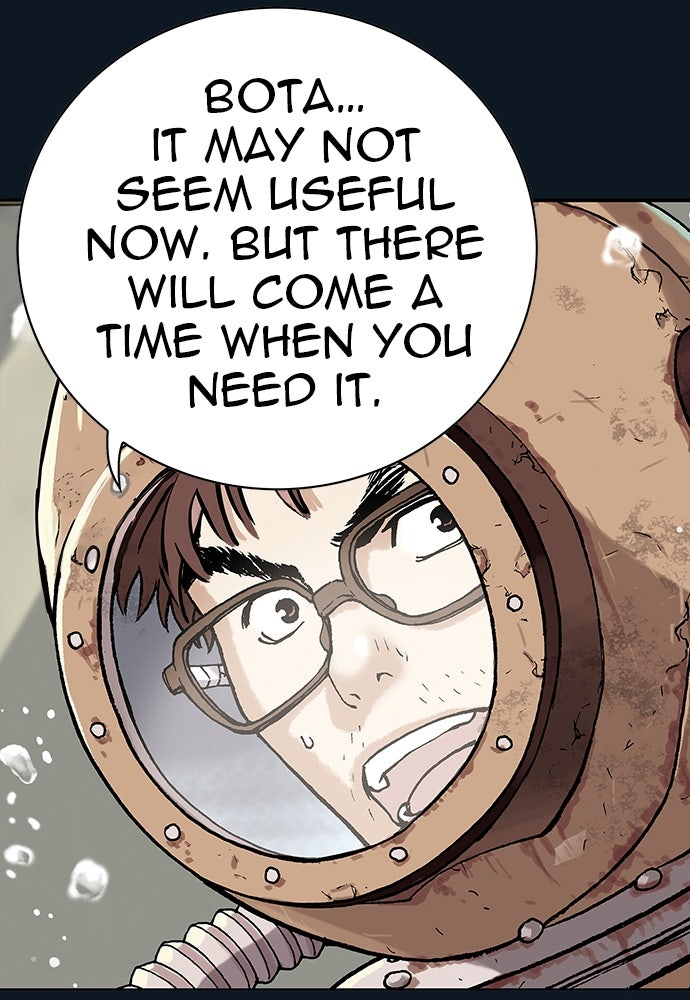 BOTA...
IT MAY NOT
SEEM USEFUL
NOW. BUT THERE
WILL COME A
TIME WHEN YOU
NEED IT.